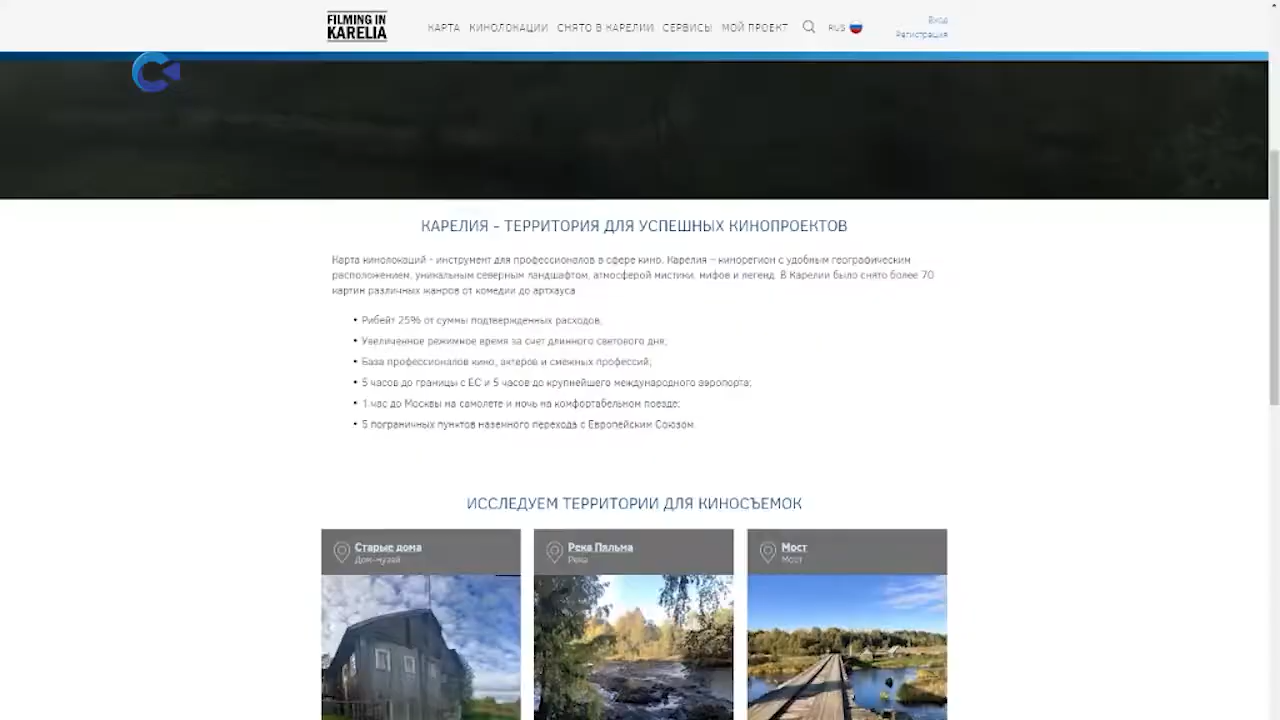 FILMING IN
KARELIA
КАРТА КИНОЛОКАЦИИ СНЯТО В КАРЕЛИИ СЕРВИСЫ МОЙ ПРОЕКТ RUS
Вход
Регистрация
КАРЕЛИЯ - ТЕРРИТОРИЯ ДЛЯ УСПЕШНЫХ КИНОПРОЕКТОВ
Карта кинолокаций - инструмент для профессионалов в сфере кино. Карелия – кинорегион с удобным географическим
расположением, уникальным северным ландшафтом, атмосферой мистики, мифов и легенд. В Карелии было снято более 70
картин различных жанров от комедии до артхауса
• Рибейт 25% от суммы подтвержденных расходов;
• Увеличенное режимное время за счет длинного светового дня;
• База профессионалов кино, актеров и смежных профессий;
• 5 часов до границы с ЕС и 5 часов до крупнейшего международного аэропорта;
• 1 час до Москвы на самолете и ночь на комфортабельном поезде;
• 5 пограничных пунктов наземного перехода с Европейским Союзом
ИССЛЕДУЕМ ТЕРРИТОРИИ ДЛЯ КИНОСЪЕМОК
Старые дома
Дом-музей
Река Пяльма
Река
Мост
Мост